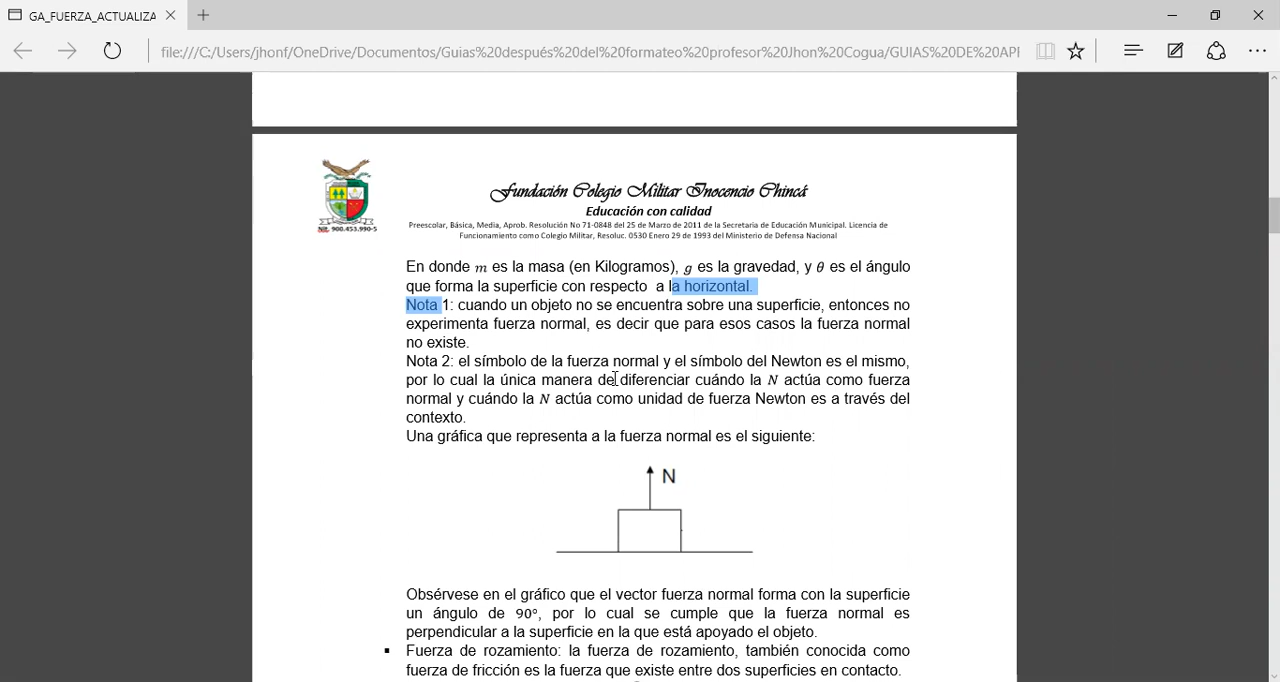 GA_FUERZA_ACTUALIZA
file:///C:/Users/jhonf/OneDrive/Documentos/Guias%20después%20del%20formateo%20profesor%20Jhon%20Cogua/GUIAS%20DE%20API
NIt. 900.453.990-5
Fundación Colegio Militar Inocencio Chincá
Educación con calidad
Preescolar, Básica, Media, Aprob. Resolución No 71-0848 del 25 de Marzo de 2011 de la Secretaria de Educación Municipal. Licencia de
Funcionamiento como Colegio Militar, Resoluc. 0530 Enero 29 de 1993 del Ministerio de Defensa Nacional
En donde m es la masa (en Kilogramos), g es la gravedad, y θ es el ángulo
que forma la superficie con respecto a la horizontal.
Nota 1: cuando un objeto no se encuentra sobre una superficie, entonces no
experimenta fuerza normal, es decir que para esos casos la fuerza normal
no existe.
Nota 2: el símbolo de la fuerza normal y el símbolo del Newton es el mismo,
por lo cual la única manera de diferenciar cuándo la N actúa como fuerza
normal y cuándo la N actúa como unidad de fuerza Newton es a través del
contexto.
Una gráfica que representa a la fuerza normal es el siguiente:
N
Obsérvese en el gráfico que el vector fuerza normal forma con la superficie
un ángulo de 90°, por lo cual se cumple que la fuerza normal es
perpendicular a la superficie en la que está apoyado el objeto.
▪ Fuerza de rozamiento: la fuerza de rozamiento, también conocida como
fuerza de fricción es la fuerza que existe entre dos superficies en contacto.